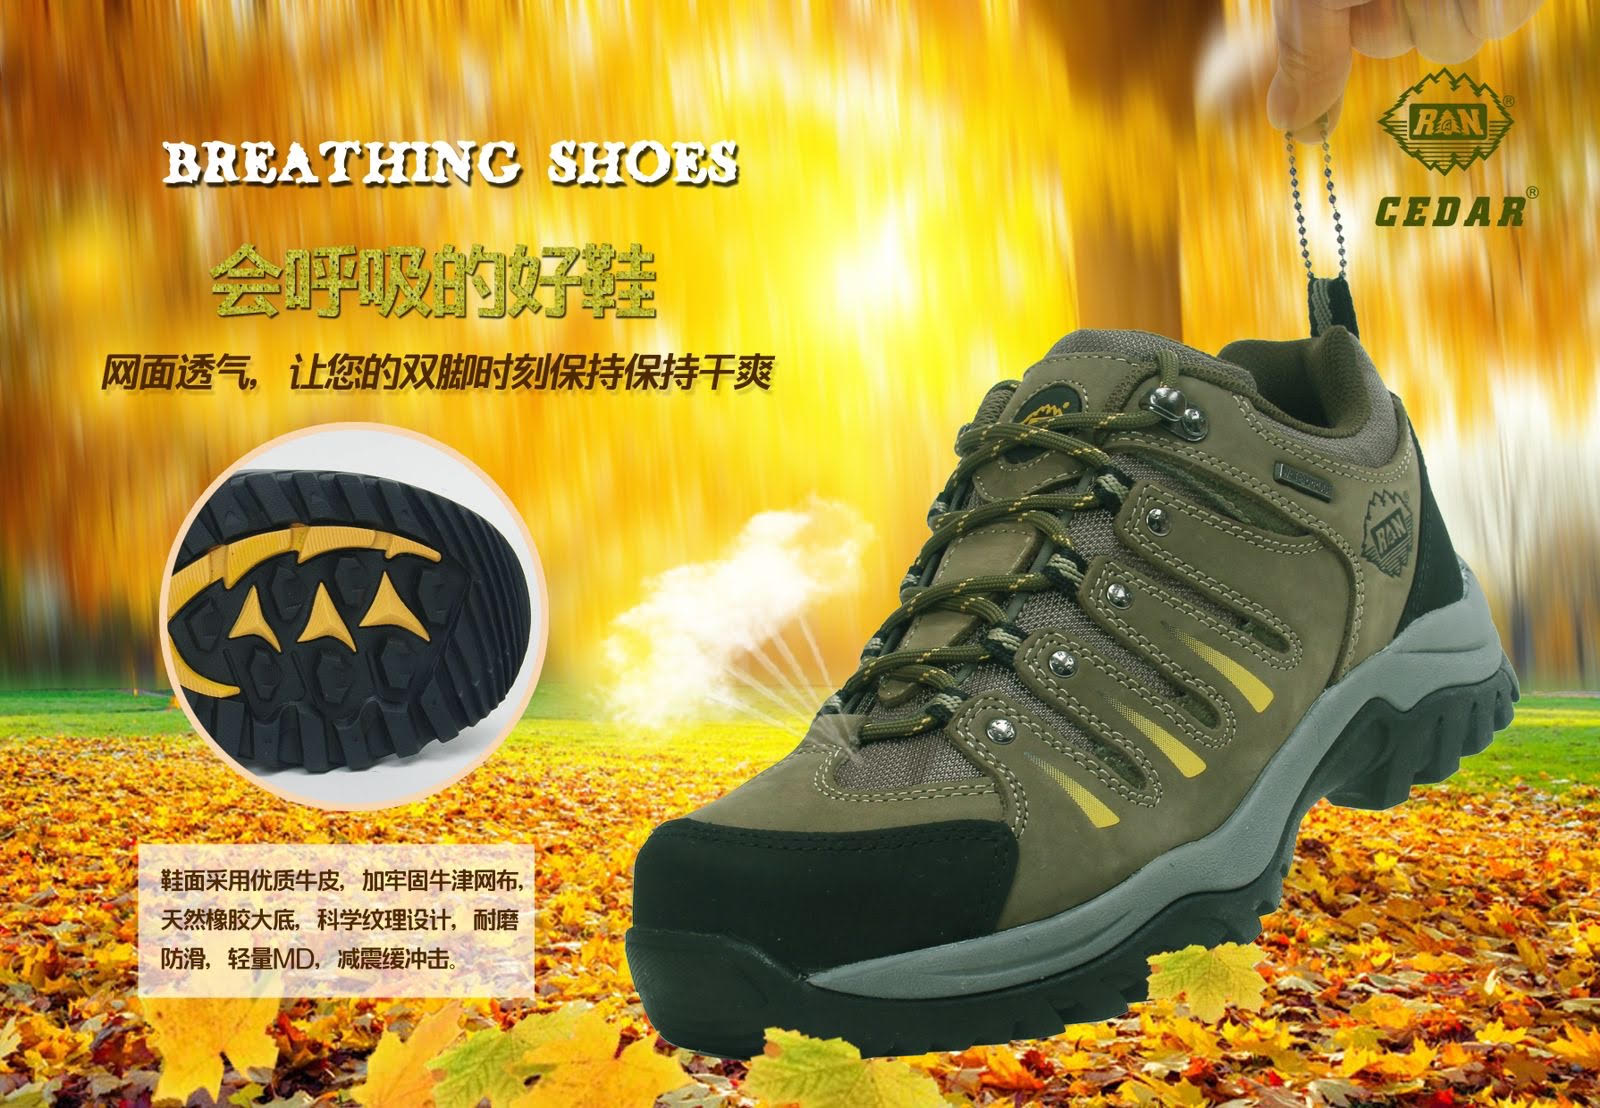 RAN®
CEDAR®
BREATHING SHOES
会呼吸的好鞋
网面透气，让您的双脚时刻保持保持干爽
RAN
鞋面采用优质牛皮，加牢固牛津网布，
天然橡胶大底，科学纹理设计，耐磨
防滑，轻量MD，减震缓冲击。